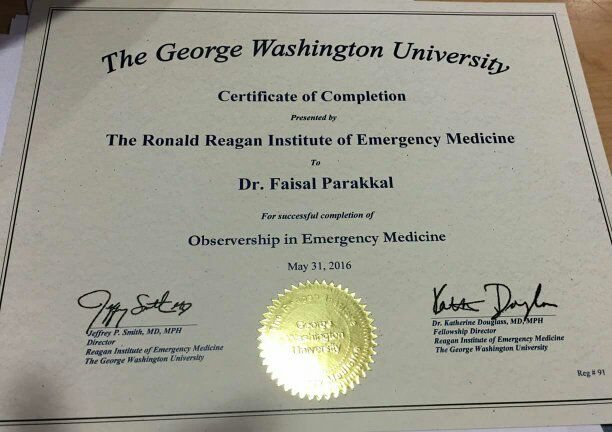 The George Washington University
Certificate of Completion
Presented by
The Ronald Reagan Institute of Emergency Medicine
To
Dr. Faisal Parakkal
For successful completion of
Observership in Emergency Medicine
May 31, 2016
Jeffrey P. Smith, MD, MPH
Director
Reagan Institute of Emergency Medicine
The George Washington University
George
Washington
University
Dr. Katherine Douglass, MD, MPH
Fellowship Director
Reagan Institute of Emergency Medicine
The George Washington University
Reg # 91